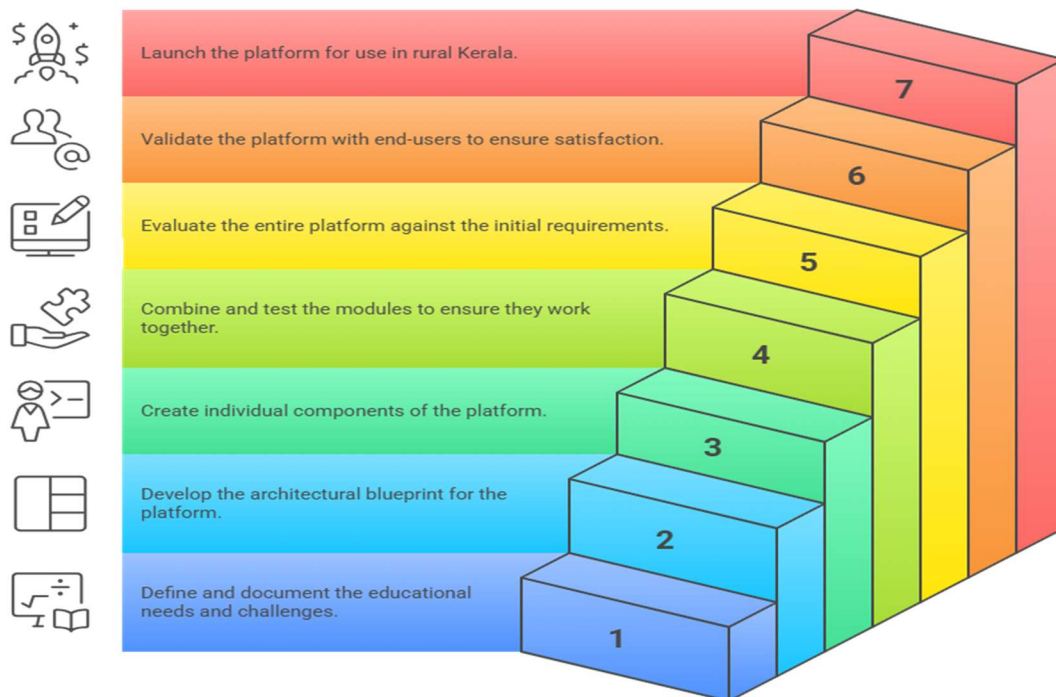 Launch the platform for use in rural Kerala.
7
Validate the platform with end-users to ensure satisfaction.
6
Evaluate the entire platform against the initial requirements.
5
Combine and test the modules to ensure they work
together.
4
Create individual components of the platform.
3
Develop the architectural blueprint for the
platform.
2
Define and document the educational
needs and challenges.
1